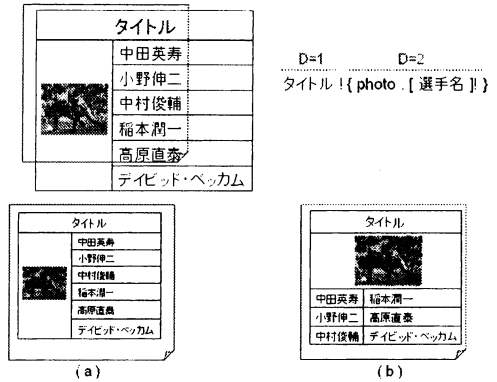 タイトル
中田英寿
小野伸二
中村俊輔
稲本潤一
高原直泰
デイビッド・ベッカム
D=1 D=2
タイトル ! { photo . [ 選手名 ]! }
タイトル
中田英寿
小野伸二
中村俊輔
稲本潤一
高原直泰
デイビッド・ベッカム
(a)
タイトル
中田英寿 稲本潤一
小野伸二 高原直泰
中村俊輔 デイビッド・ベッカム
(b)